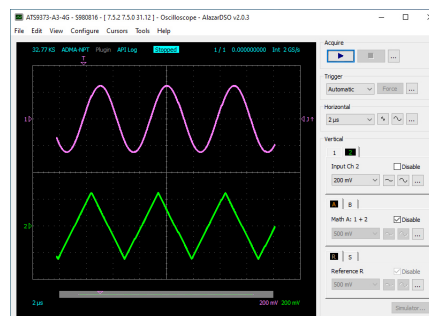 ATS9373-A3-4G - S980816 - [ 7.5.2 7.5.0 31.12 ] - Oscilloscope - AlazarDSO v2.0.3
File Edit View Configure Cursors Tools Help
32.77 KS ADMA-NPT Plugin API Log Stopped 1 / 1 0.000000000 Int 2 GS/s
T
1
2
2 µs
200 mV 200 mV
Acquire
...
Trigger
Automatic Force ...
Horizontal
2 µs ...
Vertical
1 2
Input Ch 2 Disable
200 mV ...
A B
Math A: 1 + 2 Disable
500 mV ...
R S
Reference R Disable
500 mV ...
Simulator...